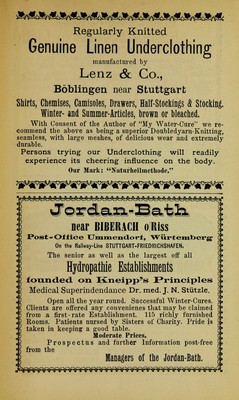 Regularly Knitted
Genuine Linen Underclothing
manufactured by
Lenz & Co.,
Böblingen near Stuttgart
Shirts, Chemises, Camisoles, Drawers, Half-Stockings & Stocking.
Winter- and Summer-Articles, brown or bleached.
With Consent of the Author of "My Water-Cure" we re-
commend the above as being a superior Doubledyarn-Knitting,
seamless, with large meshes, of delicious wear and extremely
durable.
Persons trying our Underclothing will readily
experience its cheering influence on the body.
Our Mark: "Naturheilmethode."
Jordan-Bath
near BIBERACH o/Riss
Post-Office Ummendorf, Würtemberg
On the Railway-Line STUTTGART-FRIEDRICHSHAFEN.
The senior as well as the largest off all
Hydropathie Establishments
founded on Kneipp's Principles
Medical Superintendance Dr. med. J. N. Stützle.
Open all the year round. Successful Winter-Cures.
Clients are offered any conveniences that may be claimed
from a first-rate Establishment. 115 richly furnished
Rooms. Patients nursed by Sisters of Charity. Pride is
taken in keeping a good table.
Moderate Prices.
Prospectus and further Information post-free
from the
Managers of the Jordan-Bath.